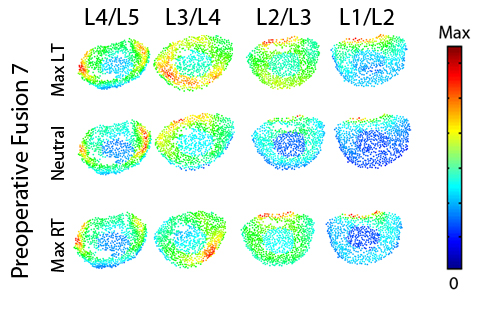 L4/L5 L3/L4 L2/L3 L1/L2
Max
Preoperative Fusion 7
Max LT
Neutral
Max RT
0